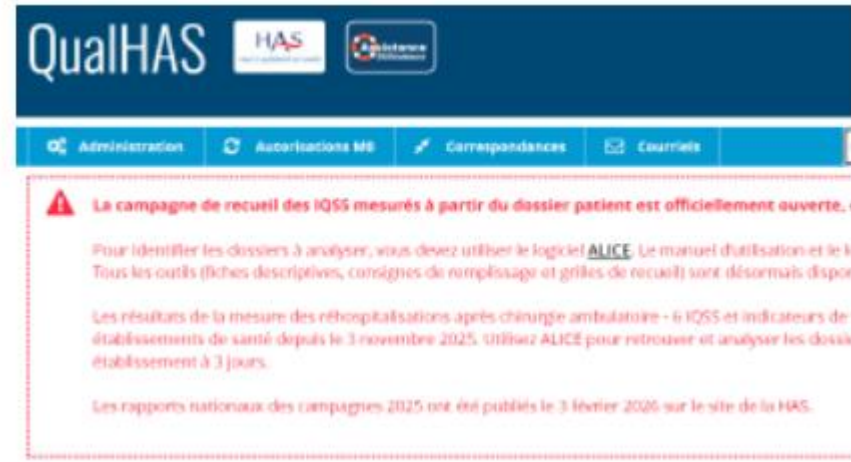 QualHAS HAS Assistance
Administration Autorisations M6 Correspondances Courriels
La campagne de recueil des IQSS mesurés à partir du dossier patient est officiellement ouverte,
Pour identifier les dossiers à analyser, vous devez utiliser le logiciel ALICE. Le manuel d'utilisation et le
Tous les outils (fiches descriptives, consignes de remplissage et grilles de recueil) sont désormais
Les résultats de la mesure des réhospitalisations après chirurgie ambulatoire - 6 IQSS et indicateurs de
établissements de santé depuis le 3 novembre 2025. Utilisez ALICE pour retrouver et analyser les
établissement à 3 jours.
Les rapports nationaux des campagnes 2025 ont été publiés le 3 février 2026 sur le site de la HAS.